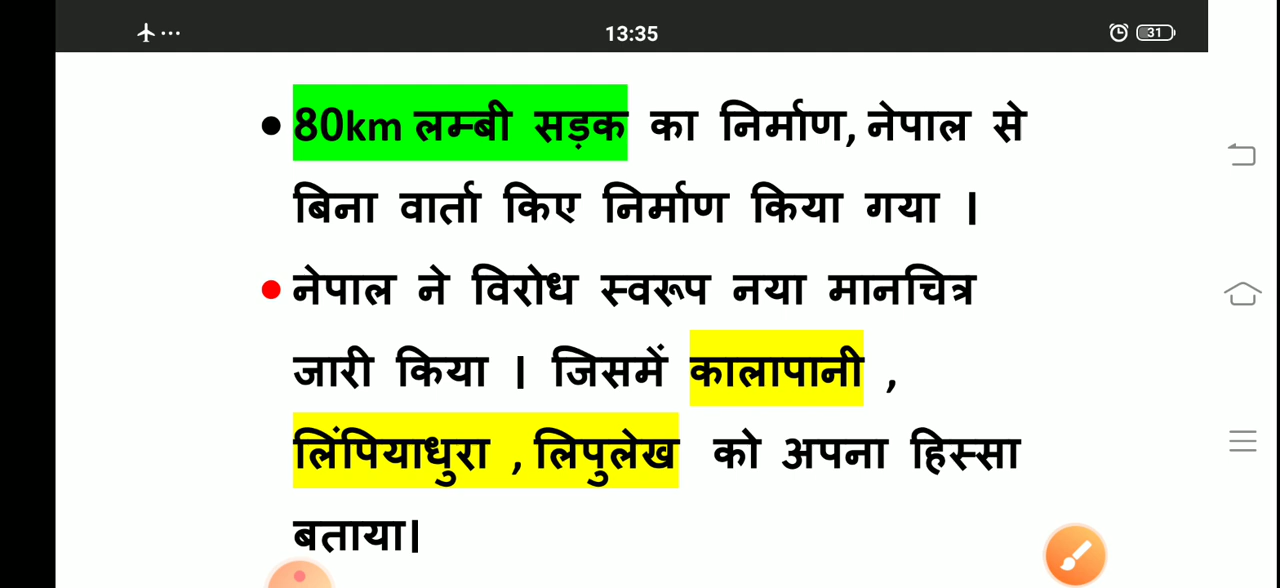 13:35
31
• 80km लम्बी सड़क का निर्माण, नेपाल से
बिना वार्ता किए निर्माण किया गया ।
• नेपाल ने विरोध स्वरूप नया मानचित्र
जारी किया । जिसमें कालापानी ,
लिंपियाधुरा , लिपुलेख को अपना हिस्सा
बताया।